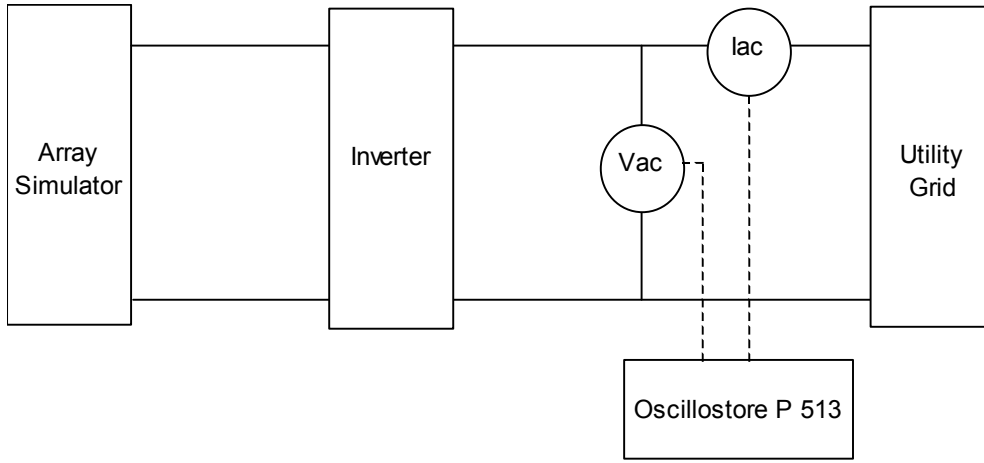 Iac
Array
Simulator
Inverter
Vac
Utility
Grid
Oscillostore P 513